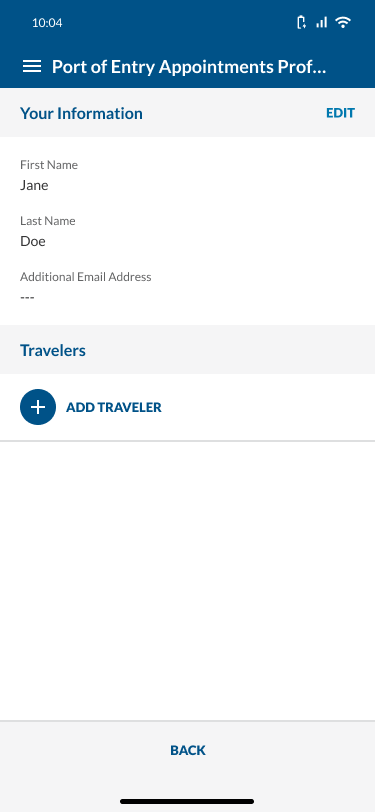 10:04
Port of Entry Appointments Prof...
Your Information
EDIT
First Name
Jane
Last Name
Doe
Additional Email Address
---
Travelers
ADD TRAVELER
BACK